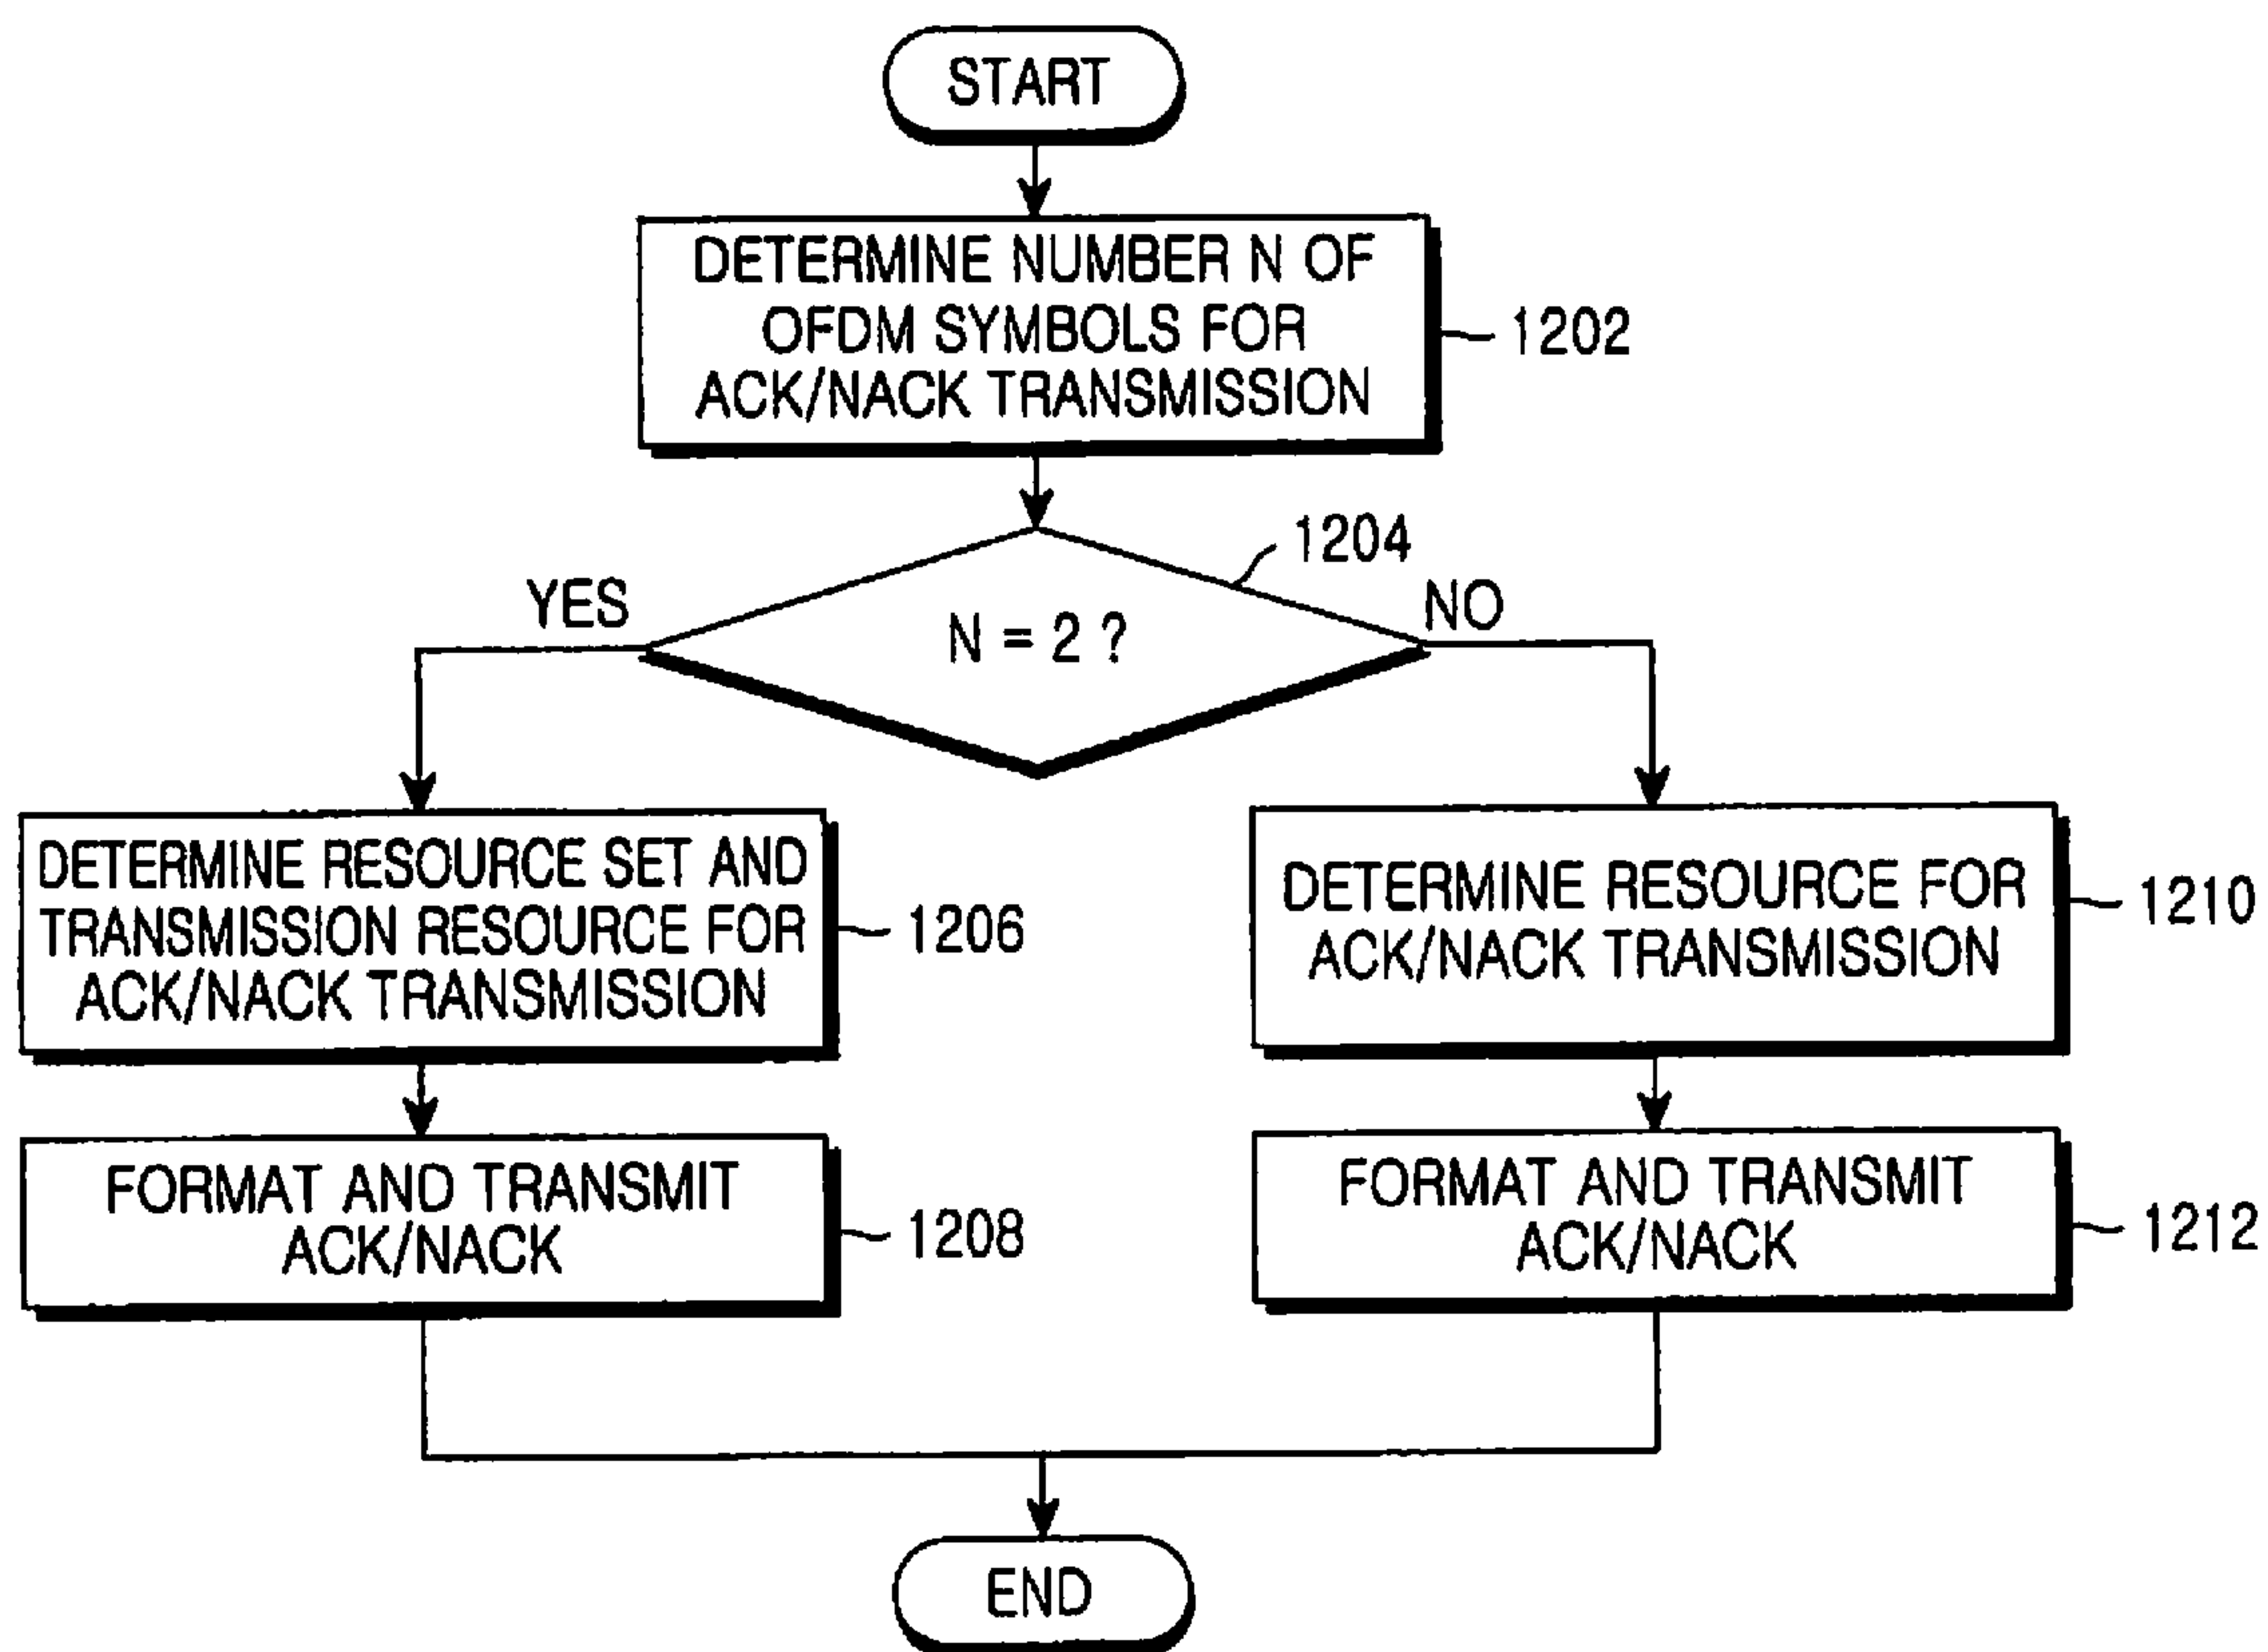 START
DETERMINE NUMBER N OF
OFDM SYMBOLS FOR
ACK/NACK TRANSMISSION
1202
1204
YES
N = 2 ?
NO
DETERMINE RESOURCE SET AND
TRANSMISSION RESOURCE FOR
ACK/NACK TRANSMISSION
1206
DETERMINE RESOURCE FOR
ACK/NACK TRANSMISSION
1210
FORMAT AND TRANSMIT
ACK/NACK
1208
FORMAT AND TRANSMIT
ACK/NACK
1212
END